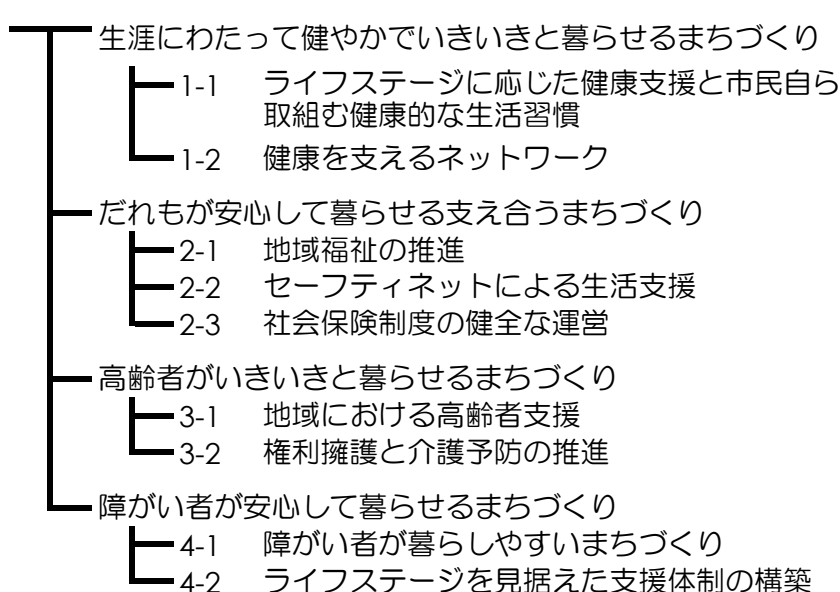 生涯にわたって健やかでいきいきと暮らせるまちづくり
1-1 ライフステージに応じた健康支援と市民自ら
取組む健康的な生活習慣
1-2 健康を支えるネットワーク
だれもが安心して暮らせる支え合うまちづくり
2-1 地域福祉の推進
2-2 セーフティネットによる生活支援
2-3 社会保険制度の健全な運営
高齢者がいきいきと暮らせるまちづくり
3-1 地域における高齢者支援
3-2 権利擁護と介護予防の推進
障がい者が安心して暮らせるまちづくり
4-1 障がい者が暮らしやすいまちづくり
4-2 ライフステージを見据えた支援体制の構築